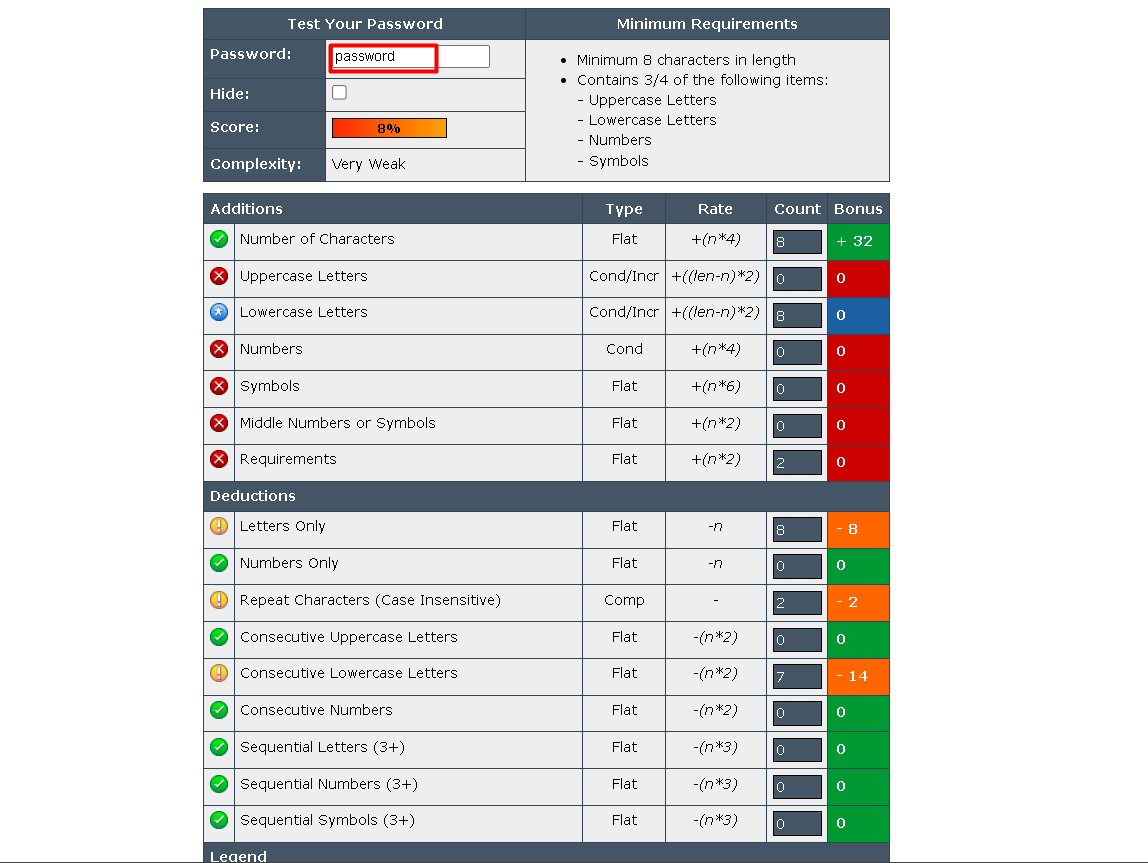 Test Your Password Minimum Requirements
Password: password
Hide:
Score: 8%
Complexity: Very Weak
• Minimum 8 characters in length
• Contains 3/4 of the following items:
- Uppercase Letters
- Lowercase Letters
- Numbers
- Symbols
Additions Type Rate Count Bonus
Number of Characters Flat +(n*4) 8 + 32
Uppercase Letters Cond/Incr +((len-n)*2) 0 0
Lowercase Letters Cond/Incr +((len-n)*2) 8 0
Numbers Cond +(n*4) 0 0
Symbols Flat +(n*6) 0 0
Middle Numbers or Symbols Flat +(n*2) 0 0
Requirements Flat +(n*2) 2 0
Deductions
Letters Only Flat -n 8 - 8
Numbers Only Flat -n 0 0
Repeat Characters (Case Insensitive) Comp - 2 - 2
Consecutive Uppercase Letters Flat -(n*2) 0 0
Consecutive Lowercase Letters Flat -(n*2) 7 - 14
Consecutive Numbers Flat -(n*2) 0 0
Sequential Letters (3+) Flat -(n*3) 0 0
Sequential Numbers (3+) Flat -(n*3) 0 0
Sequential Symbols (3+) Flat -(n*3) 0 0
Legend